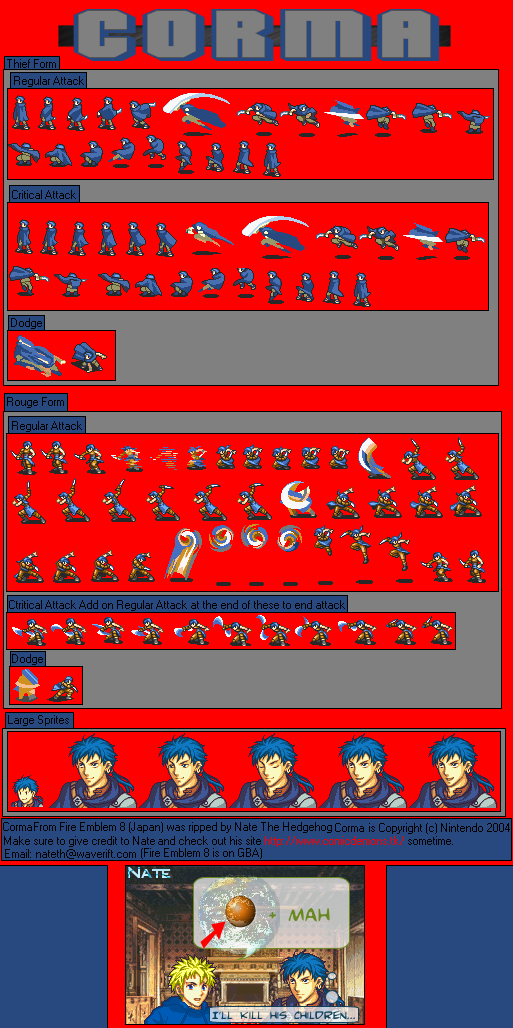 CORMA
Thief Form
Regular Attack
Critical Attack
Dodge
Rouge Form
Regular Attack
Ctritical Attack Add on Regular Attack at the end of these to end attack
Dodge
Large Sprites
Corma From Fire Emblem 8 (Japan) was ripped by Nate The Hedgehog Corma is Copyright (c) Nintendo 2004
Make sure to give credit to Nate and check out his site sometime.
Email: nateth@waverift.com (Fire Emblem 8 is on GBA)
NATE
+ MAH
I'LL KILL HIS CHILDREN...